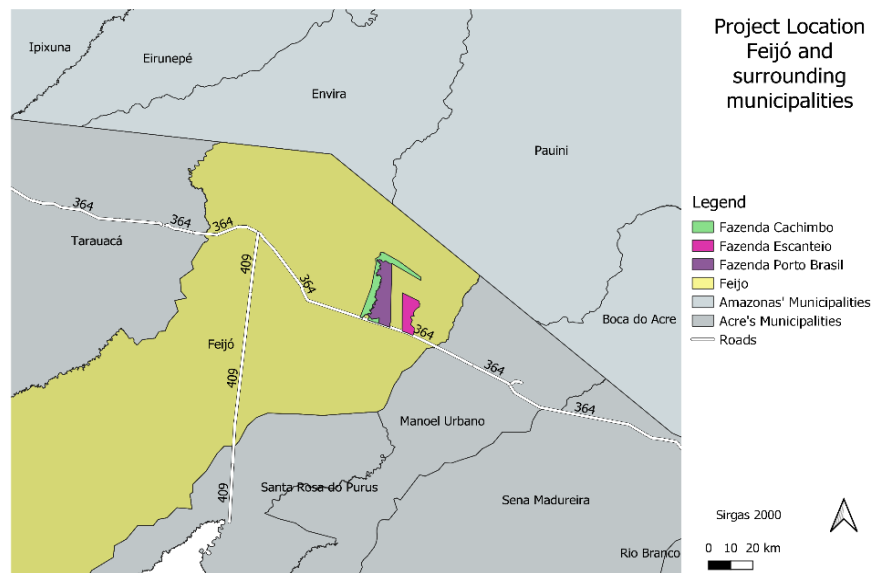 Project Location
Feijó and
surrounding
municipalities
Ipixuna
Eirunepé
Envira
Pauini
364
364
364
Tarauacá
409
364
364
Feijó
409
Boca do Acre
364
364
Manoel Urbano
409
Santa Rosa do Purus
Sena Madureira
Rio Branco
Legend
Fazenda Cachimbo
Fazenda Escanteio
Fazenda Porto Brasil
Feijo
Amazonas' Municipalities
Acre's Municipalities
Roads
Sirgas 2000
0 10 20 km